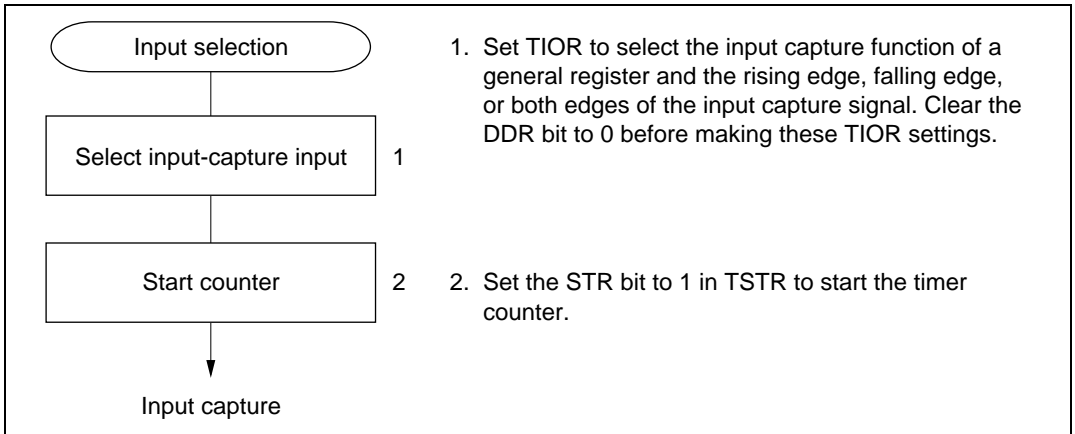 Input selection
1. Set TIOR to select the input capture function of a
general register and the rising edge, falling edge,
or both edges of the input capture signal. Clear the
DDR bit to 0 before making these TIOR settings.
Select input-capture input 1
Start counter 2
2. Set the STR bit to 1 in TSTR to start the timer
counter.
Input capture